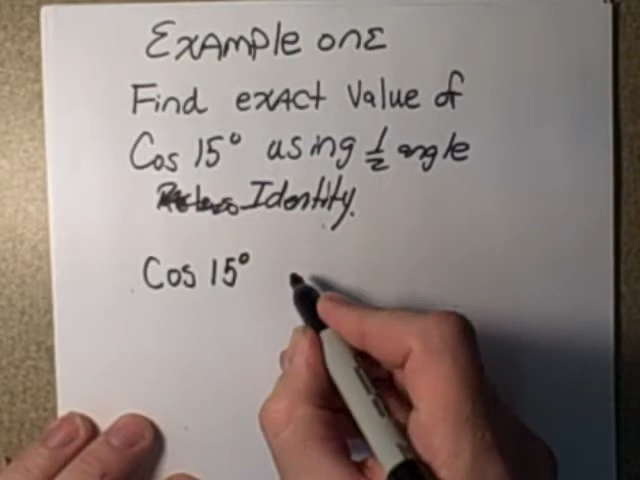 Example one
Find exact value of
Cos 15° using ½ angle
Identity.
Cos 15°